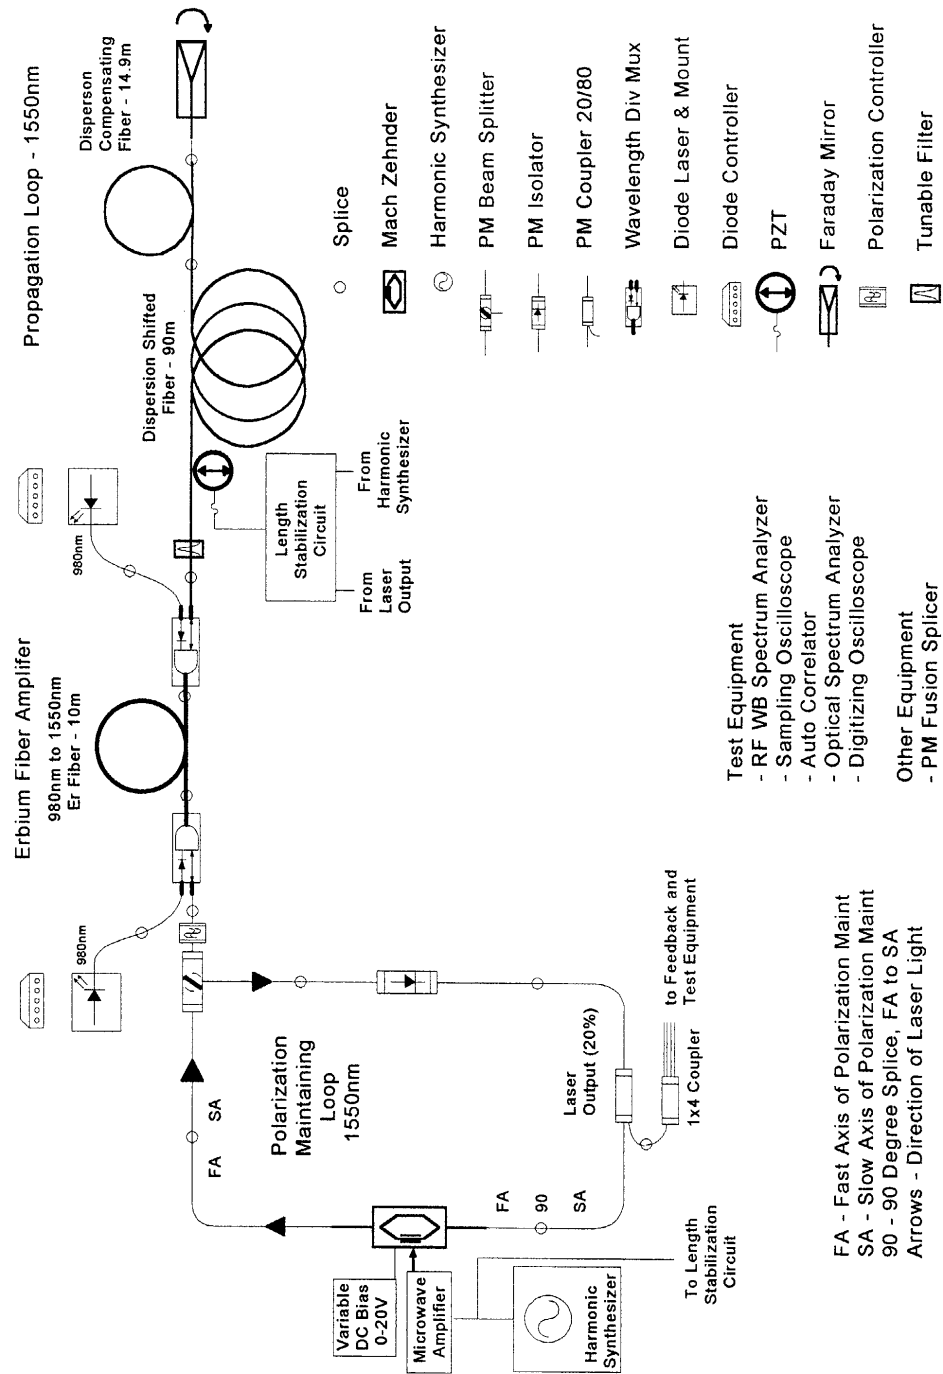 Propagation Loop - 1550nm
Disperson
Compensating
Fiber - 14.9m
Dispersion Shifted
Fiber - 90m
Erbium Fiber Amplifer
980nm to 1550nm
Er Fiber - 10m
980nm
980nm
Length
Stabilization
Circuit
From
Laser
Output
From
Harmonic
Synthesizer
FA
SA
Polarization
Maintaining
Loop
1550nm
Laser
Output (20%)
1x4 Coupler
to Feedback and
Test Equipment
FA
90
SA
Variable
DC Bias
0-20V
Microwave
Amplifier
Harmonic
Synthesizer
To Length
Stabilization
Circuit
Splice
Mach Zehnder
Harmonic Synthesizer
PM Beam Splitter
PM Isolator
PM Coupler 20/80
Wavelength Div Mux
Diode Laser & Mount
Diode Controller
PZT
Faraday Mirror
Polarization Controller
Tunable Filter
Test Equipment
- RF WB Spectrum Analyzer
- Sampling Oscilloscope
- Auto Correlator
- Optical Spectrum Analyzer
- Digitizing Oscilloscope
Other Equipment
- PM Fusion Splicer
FA - Fast Axis of Polarization Maint
SA - Slow Axis of Polarization Maint
90 - 90 Degree Splice, FA to SA
Arrows - Direction of Laser Light